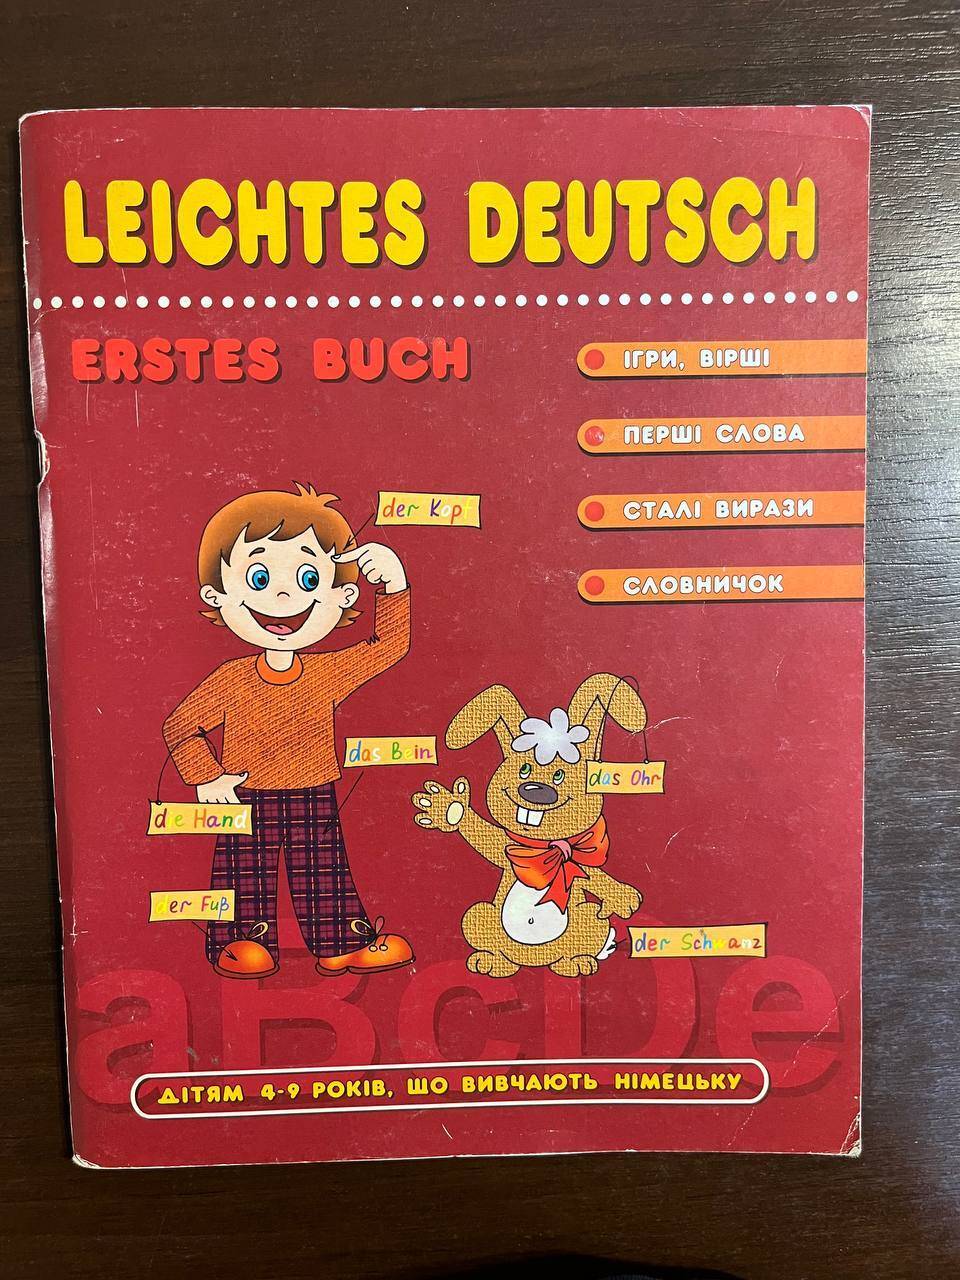 LEICHTES DEUTSCH
ERSTES BUCH
ІГРИ, ВІРШІ
ПЕРШІ СЛОВА
СТАЛІ ВИРАЗИ
СЛОВНИЧОК
der Kopf
das Bein
das Ohr
die Hand
der Fuß
der Schwanz
aBcDe
ДІТЯМ 4-9 РОКІВ, ЩО ВИВЧАЮТЬ НІМЕЦЬКУ